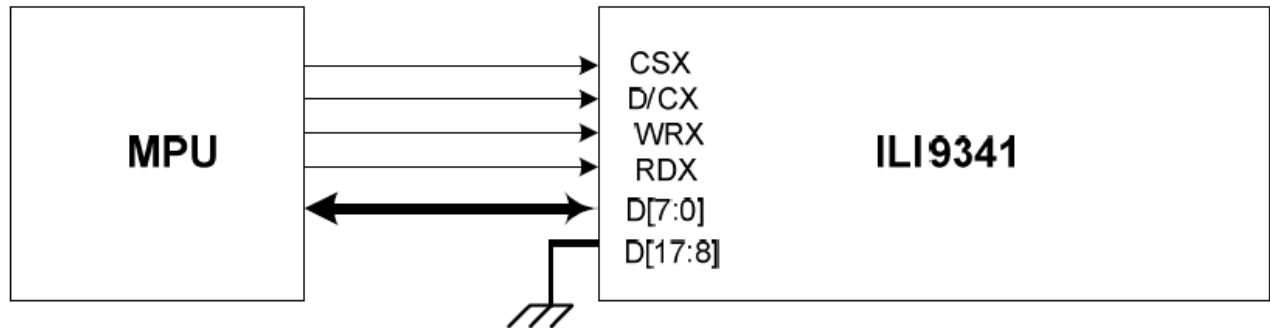 CSX
D/CX
WRX
MPU
ILI9341
RDX
D[7:0]
D[17:8]